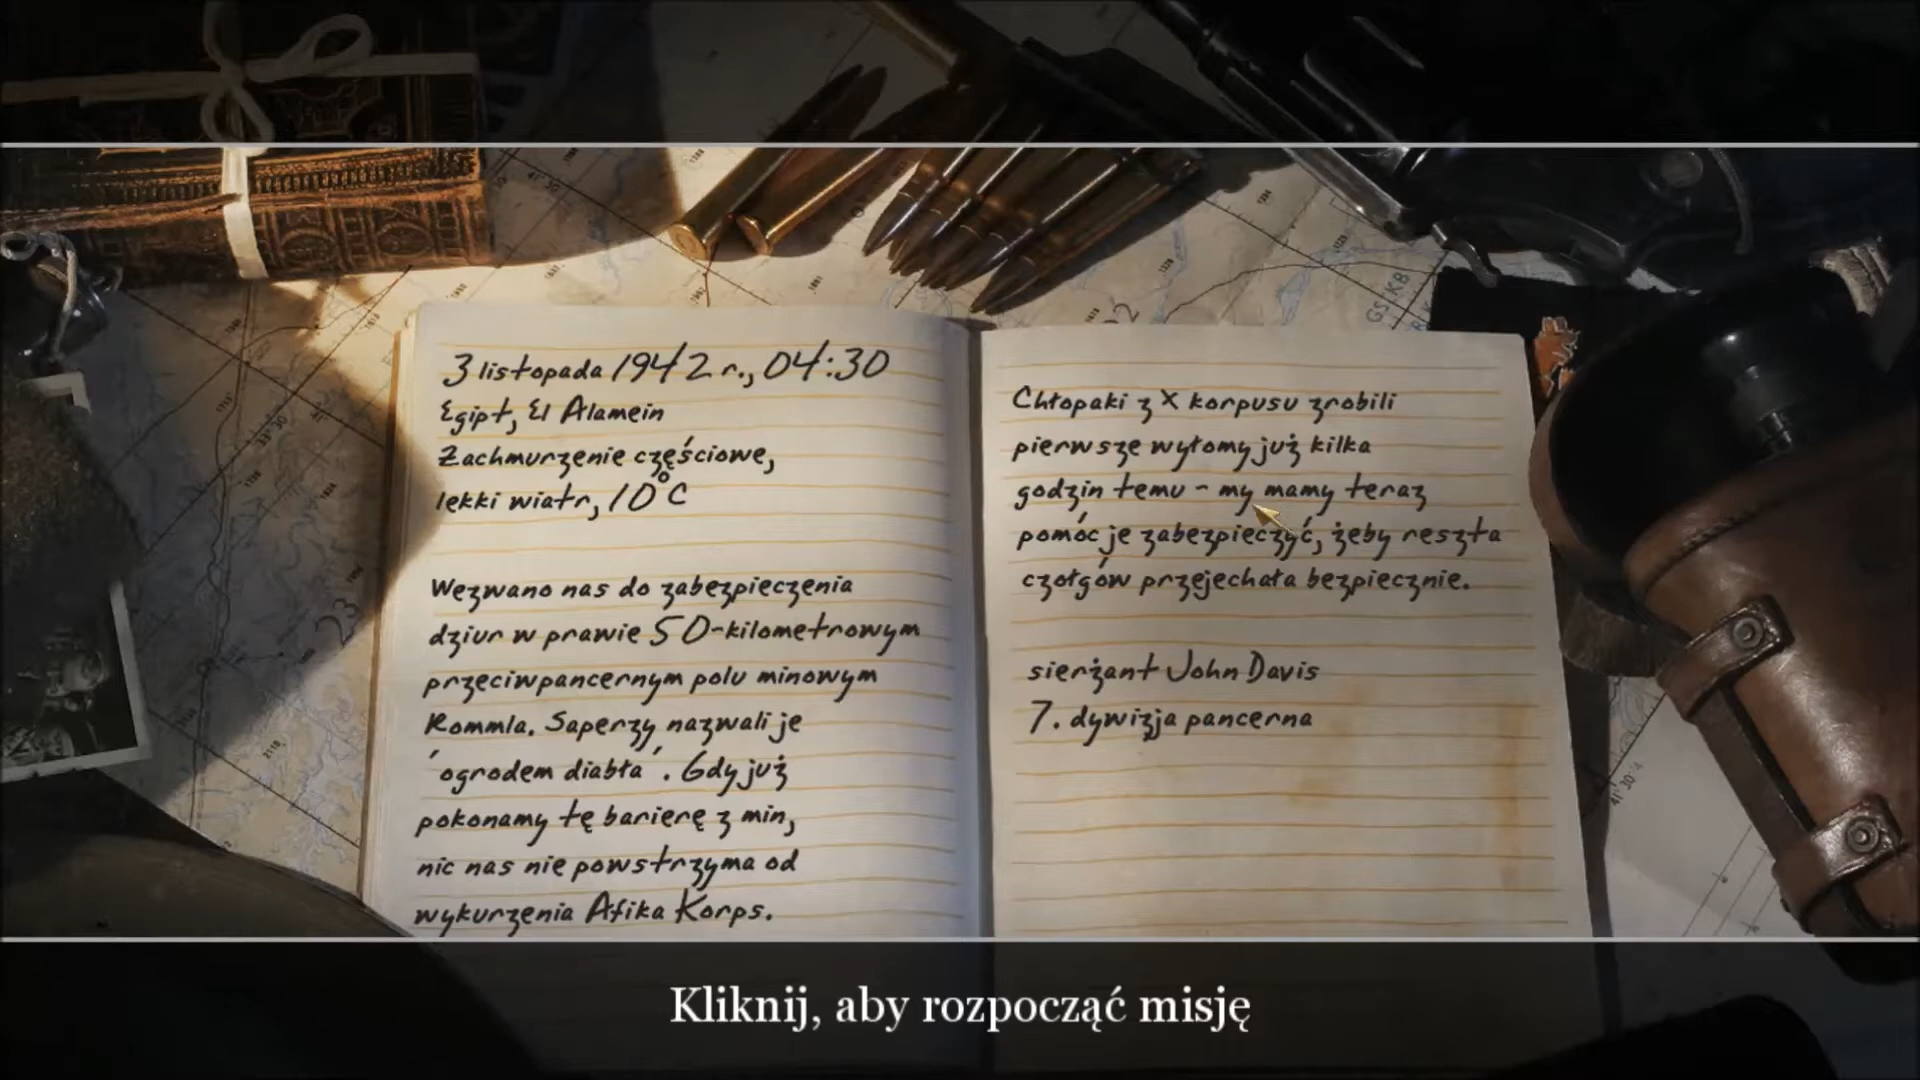 3 listopada 1942 r., 04:30
Egipt, El Alamein
Zachmurzenie częściowe,
lekki wiatr, 10°C
Wezwano nas do zabezpieczenia
dziur w prawie 50-kilometrowym
przeciwpancernym polu minowym
Rommla. Saperzy nazwali je
'ogrodem diabła'. Gdy już
pokonamy tę barierę z min,
nic nas nie powstrzyma od
wykurzenia Afika Korps.
Chłopaki z X korpusu zrobili
pierwsze wyłomy już kilka
godzin temu - my mamy teraz
pomóc je zabezpieczyć, żeby reszta
czołgów przejechała bezpiecznie.
sierżant John Davis
7. dywizja pancerna
Kliknij, aby rozpocząć misję